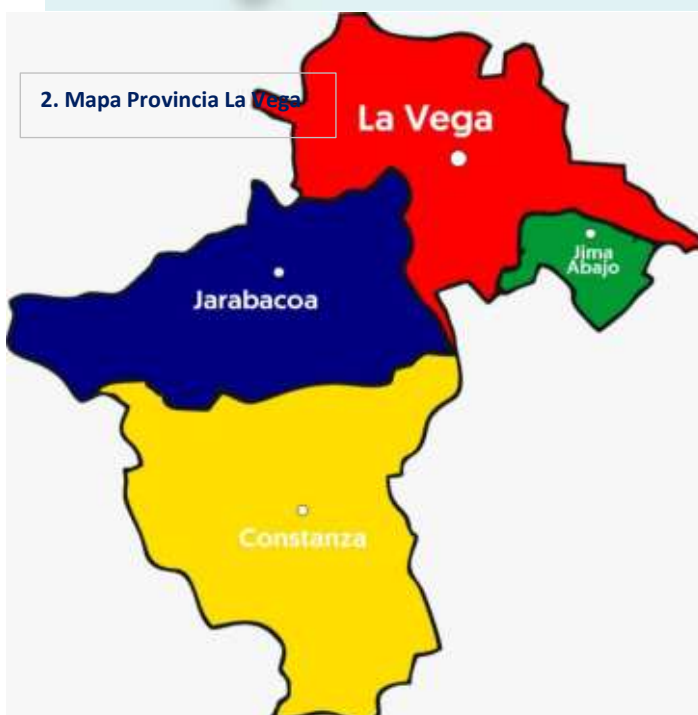 2. Mapa Provincia La Vega
La Vega
Jima
Abajo
Jarabacoa
Constanza